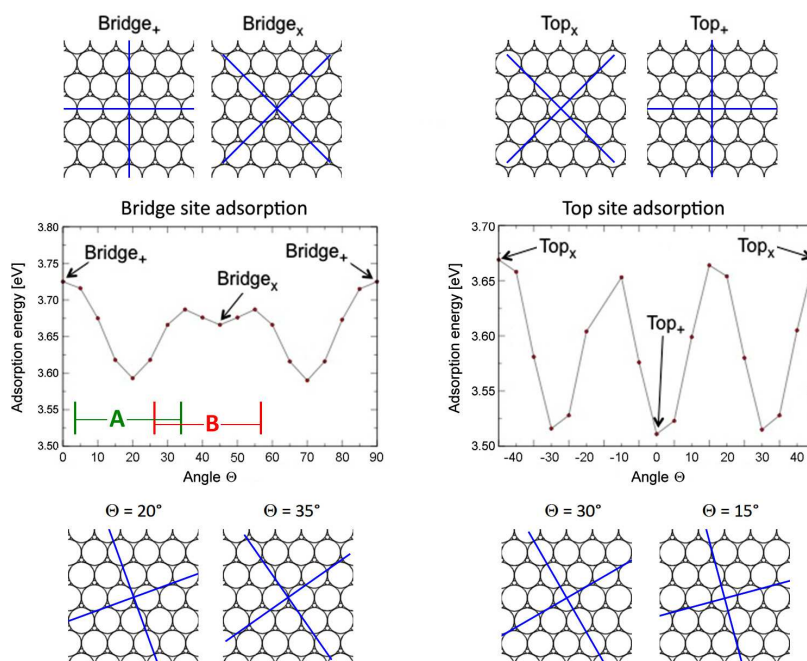 Bridge+
Bridgex
Topx
Top+
Bridge site adsorption
Top site adsorption
3.80
3.75
3.70
3.65
3.60
3.55
3.50
Adsorption energy [eV]
Bridge+
Bridgex
Bridge+
A
B
0 10 20 30 40 50 60 70 80 90
Angle Θ
3.70
3.65
3.60
3.55
3.50
Adsorption energy [eV]
Topx
Top+
Topx
-40 -30 -20 -10 0 10 20 30 40
Angle Θ
Θ = 20°
Θ = 35°
Θ = 30°
Θ = 15°